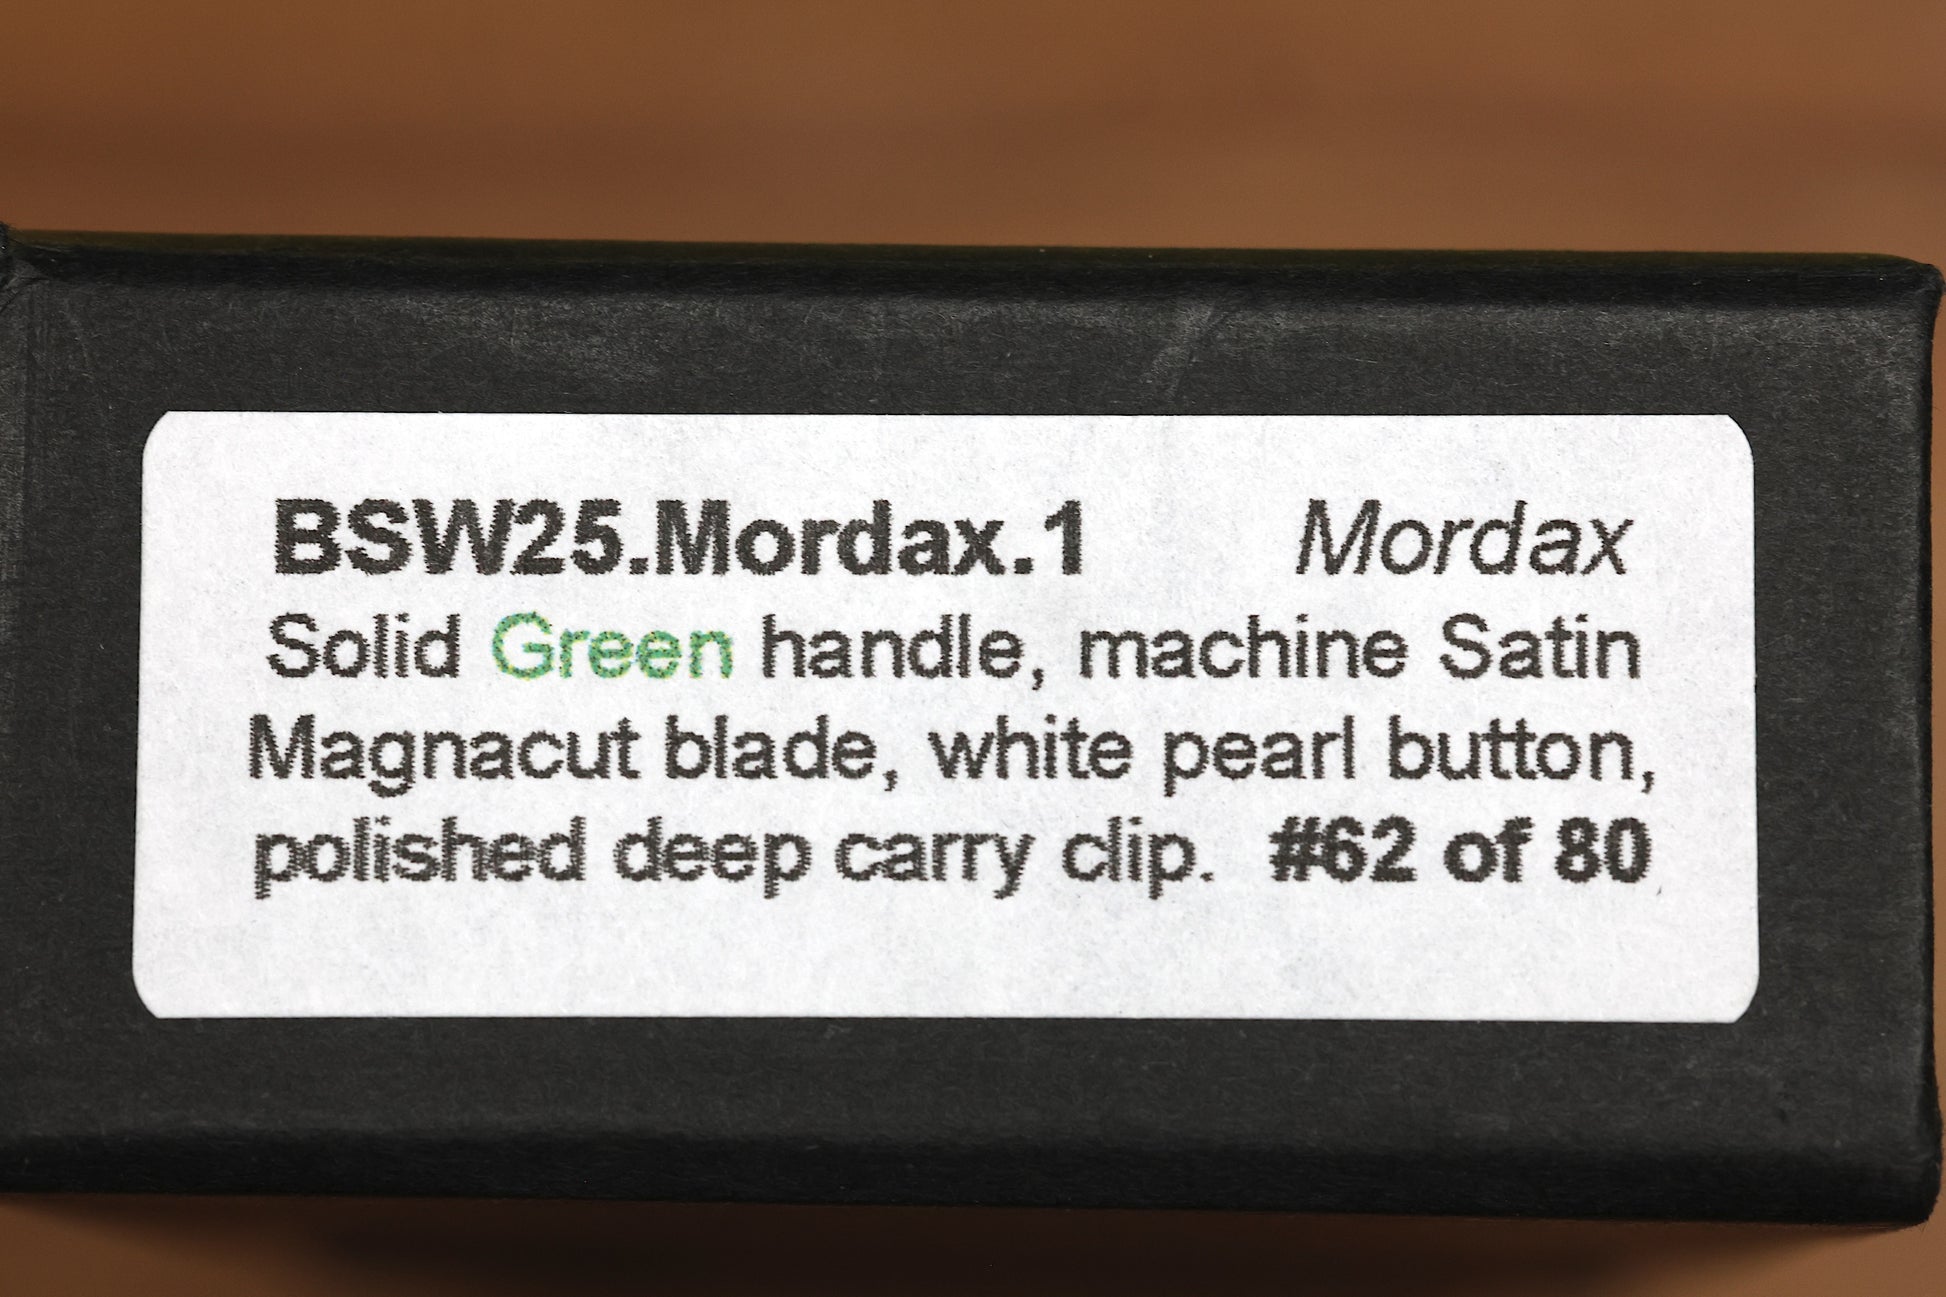 BSW25.Mordax.1 Mordax
Solid Green handle, machine Satin
Magnacut blade, white pearl button,
polished deep carry clip. #62 of 80